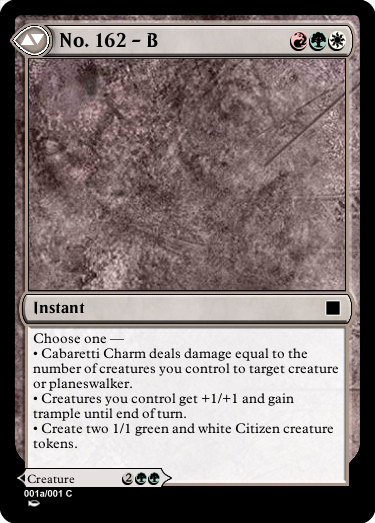 No. 162 – B
Instant
Choose one —
• Cabaretti Charm deals damage equal to the
number of creatures you control to target creature
or planeswalker.
• Creatures you control get +1/+1 and gain
trample until end of turn.
• Create two 1/1 green and white Citizen creature
tokens.
Creature 2
001a/001 C